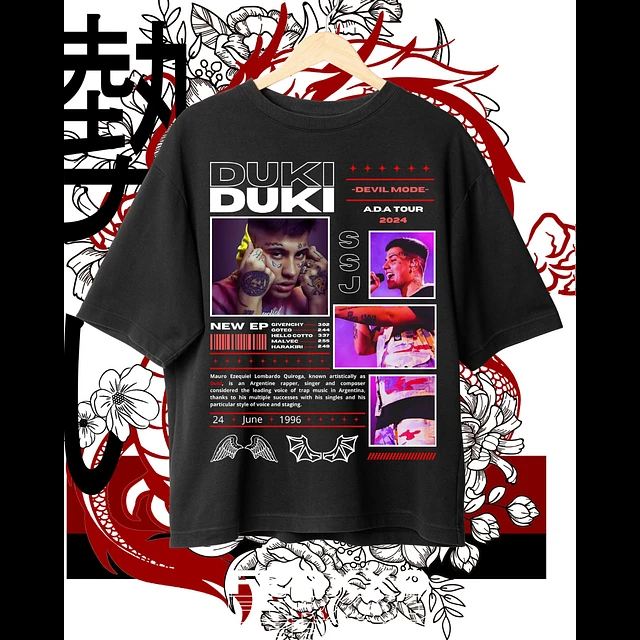 勢
DUKI
DUKI
-DEVIL MODE-
A.D.A TOUR
2024
SSJ
NEW EP
GIVENCHY 3:02
GOTEO 2:44
HELLO COTTO 3:37
MALVEC 2:55
HARAKIRI 2:49
Mauro Ezequiel Lombardo Quiroga, known artistically as
Duki, is an Argentine rapper, singer and composer
considered the leading voice of trap music in Argentina,
thanks to his multiple successes with his singles and his
particular style of voice and staging.
24 + June + 1996